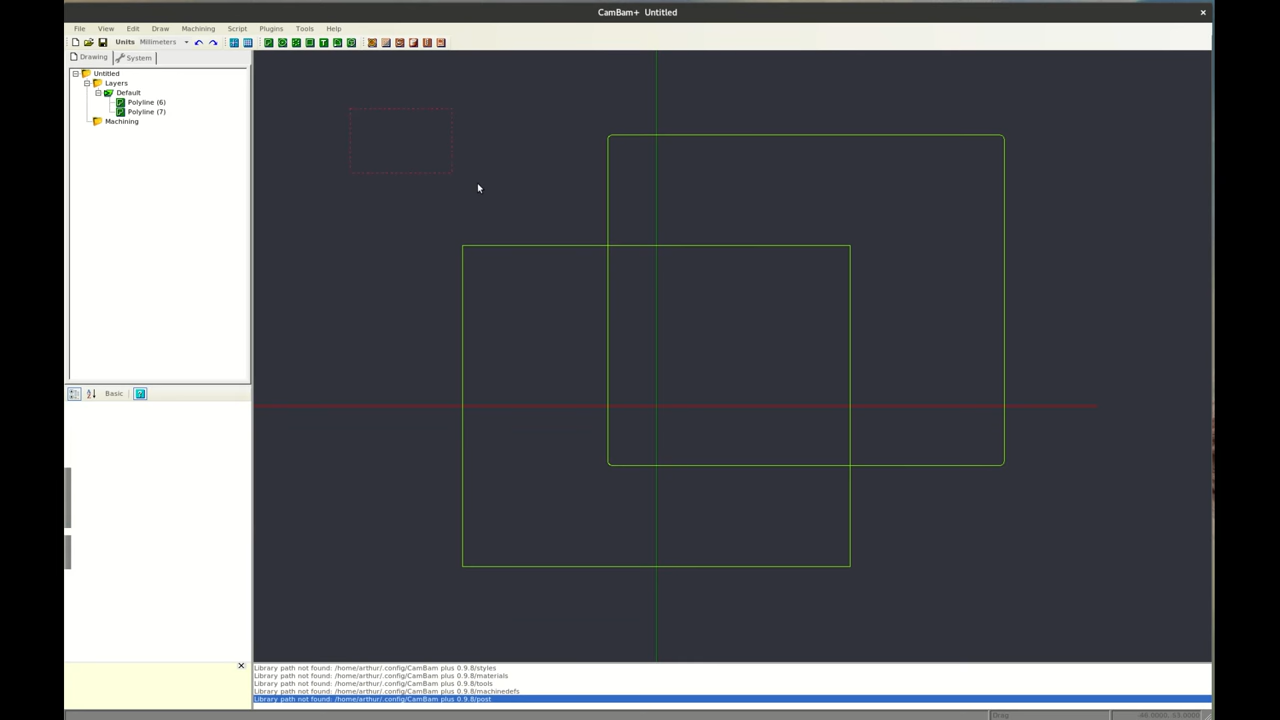 CamBam+ Untitled
File View Edit Draw Machining Script Plugins Tools Help
Units Millimeters
Drawing System
Untitled
Layers
Default
Polyline (6)
Polyline (7)
Machining
Basic
Library path not found: /home/arthur/.config/CamBam plus 0.9.8/styles
Library path not found: /home/arthur/.config/CamBam plus 0.9.8/materials
Library path not found: /home/arthur/.config/CamBam plus 0.9.8/tools
Library path not found: /home/arthur/.config/CamBam plus 0.9.8/machinedefs
Library path not found: /home/arthur/.config/CamBam plus 0.9.8/post
Drag